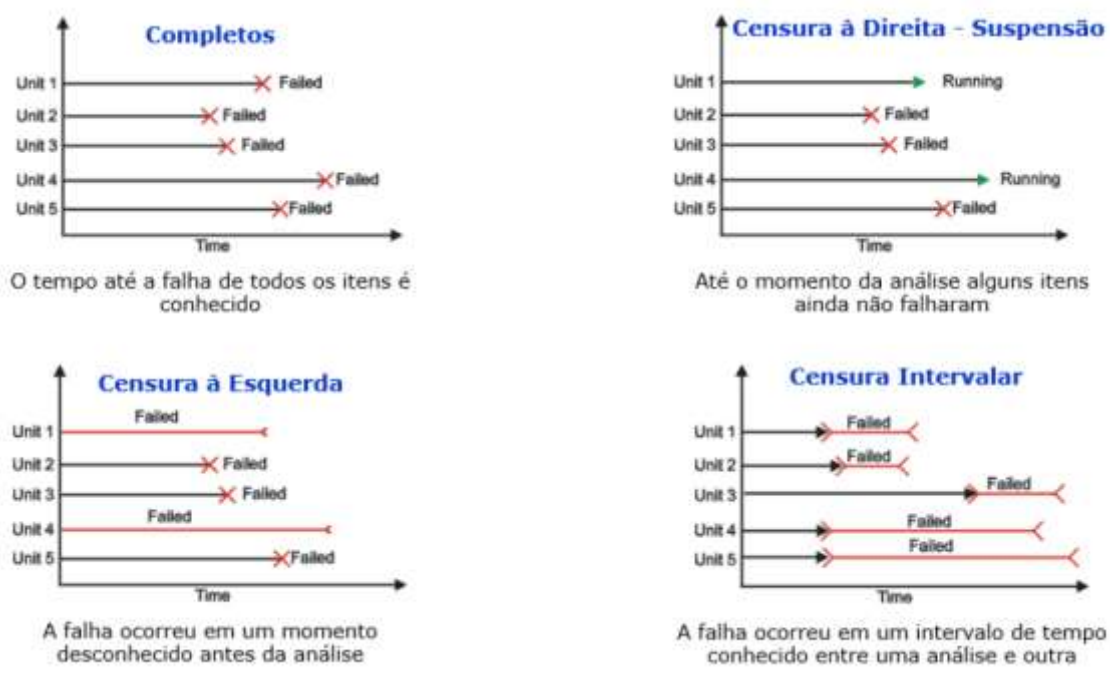 Completos
Unit 1 Failed
Unit 2 Failed
Unit 3 Failed
Unit 4 Failed
Unit 5 Failed
Time
O tempo até a falha de todos os itens é
conhecido
Censura à Direita - Suspensão
Unit 1 Running
Unit 2 Failed
Unit 3 Failed
Unit 4 Running
Unit 5 Failed
Time
Até o momento da análise alguns itens
ainda não falharam
Censura à Esquerda
Failed
Unit 1
Unit 2 Failed
Unit 3 Failed
Failed
Unit 4
Unit 5 Failed
Time
A falha ocorreu em um momento
desconhecido antes da análise
Censura Intervalar
Unit 1 Failed
Unit 2 Failed
Unit 3 Failed
Unit 4 Failed
Unit 5 Failed
Time
A falha ocorreu em um intervalo de tempo
conhecido entre uma análise e outra